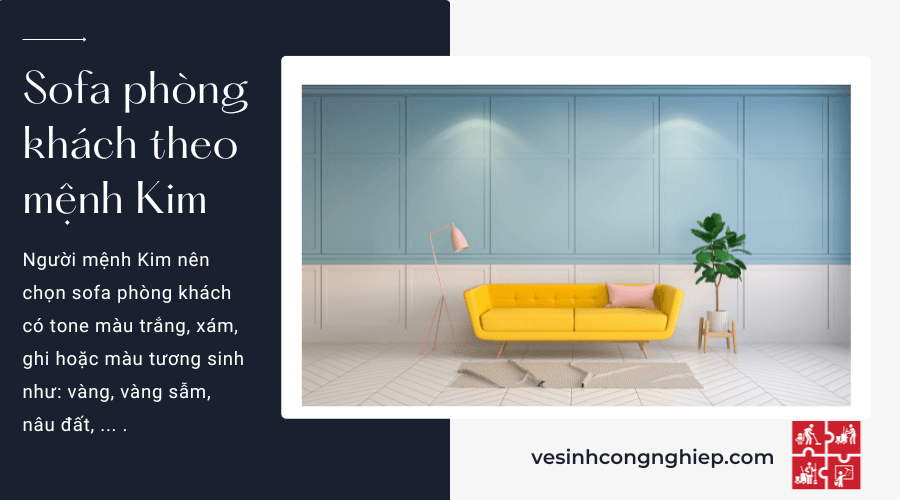 Sofa phòng
khách theo
mệnh Kim
Người mệnh Kim nên
chọn sofa phòng khách
có tone màu trắng, xám,
ghi hoặc màu tương sinh
như: vàng, vàng sẫm,
nâu đất, ... .
vesinhcongnghiep.com